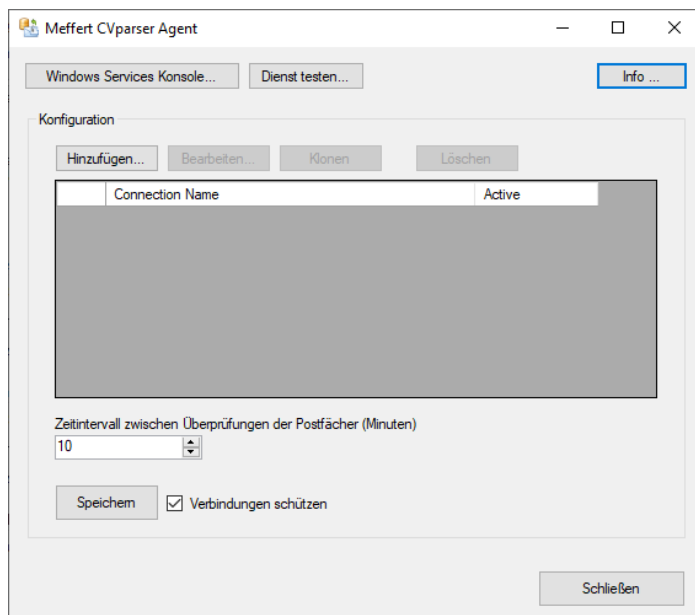 Meffert CVparser Agent
Windows Services Konsole... Dienst testen... Info ...
Konfiguration
Hinzufügen... Bearbeiten... Klonen Löschen
Connection Name Active
Zeitintervall zwischen Überprüfungen der Postfächer (Minuten)
10
Speichern Verbindungen schützen
Schließen